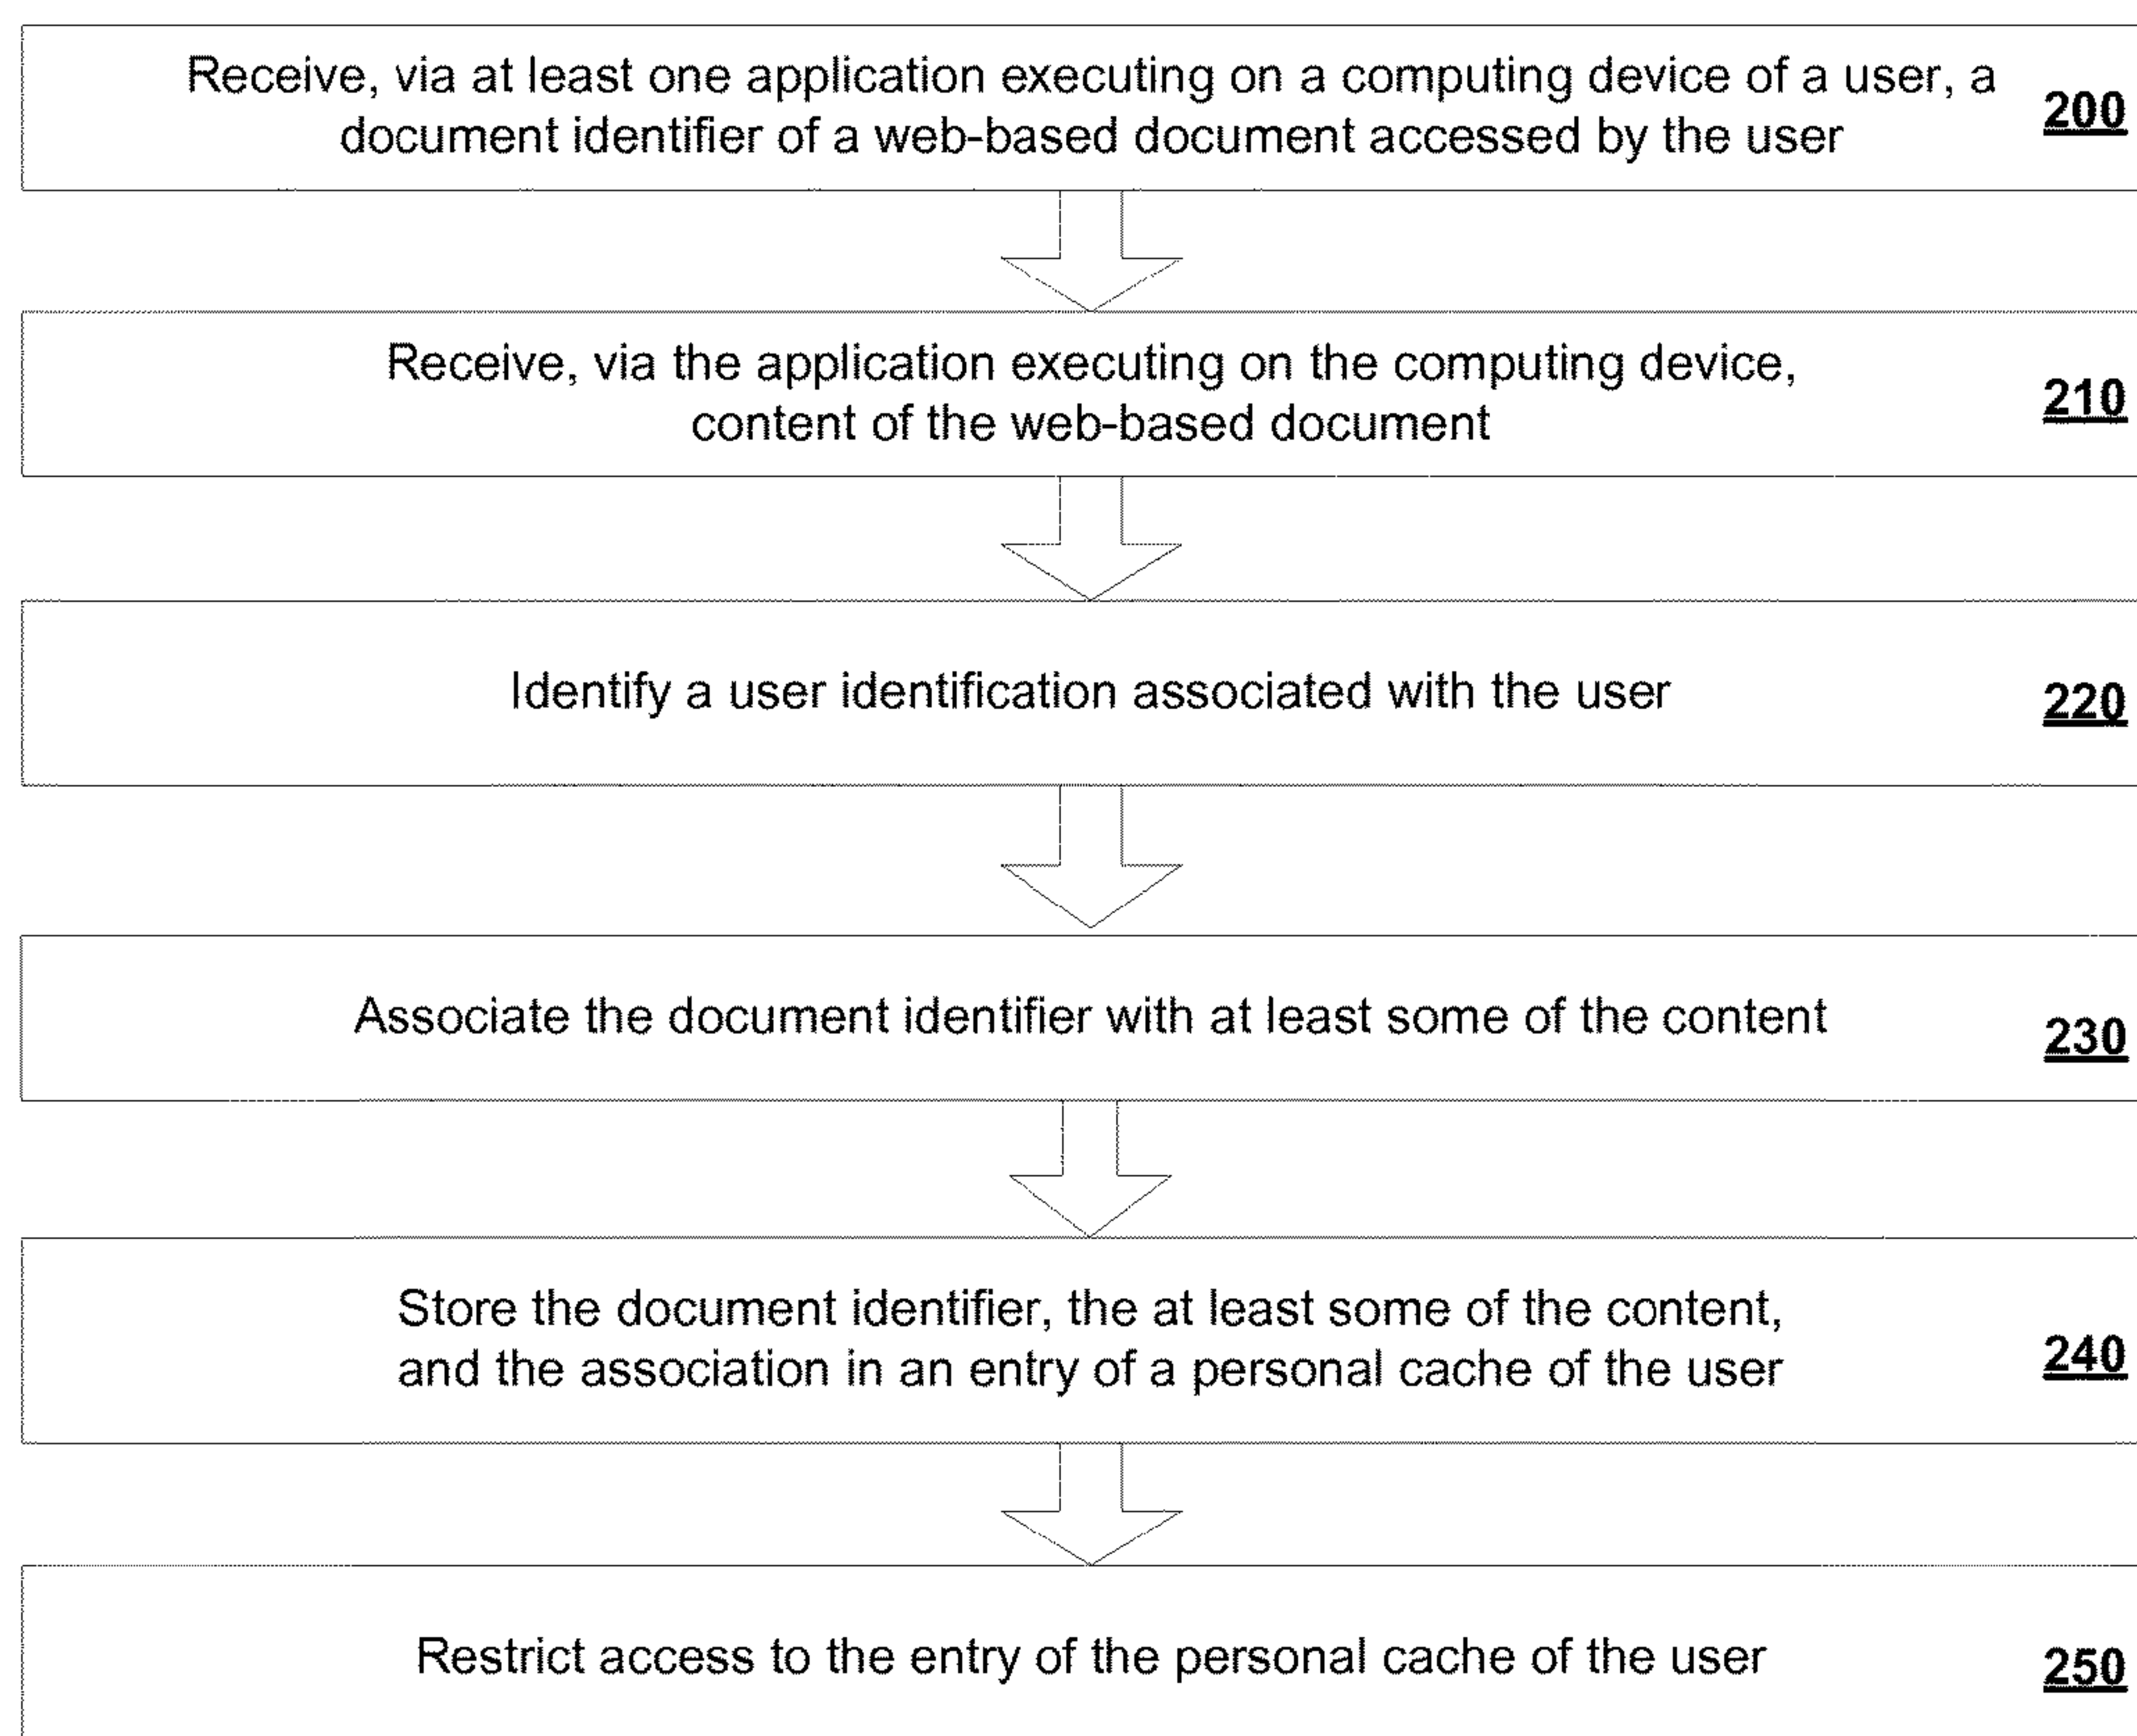 Receive, via at least one application executing on a computing device of a user, a
document identifier of a web-based document accessed by the user
200
Receive, via the application executing on the computing device,
content of the web-based document
210
Identify a user identification associated with the user
220
Associate the document identifier with at least some of the content
230
Store the document identifier, the at least some of the content,
and the association in an entry of a personal cache of the user
240
Restrict access to the entry of the personal cache of the user
250